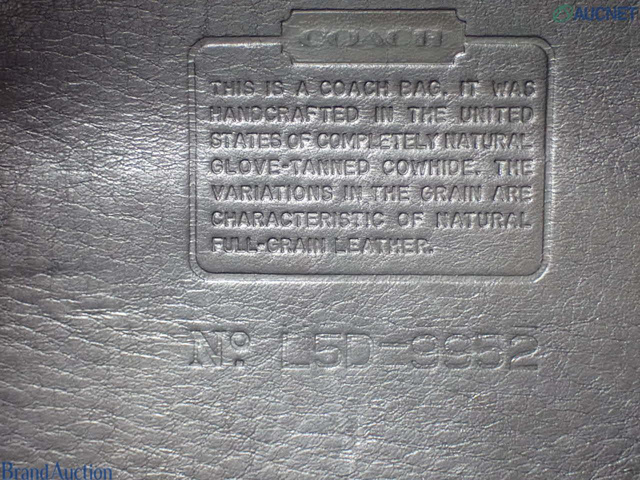 AUCNET
COACH
THIS IS A COACH BAG. IT WAS
HANDCRAFTED IN THE UNITED
STATES OF COMPLETELY NATURAL
GLOVE-TANNED COWHIDE. THE
VARIATIONS IN THE GRAIN ARE
CHARACTERISTIC OF NATURAL
FULL-GRAIN LEATHER.
No. L5D-9952
Brand Auction